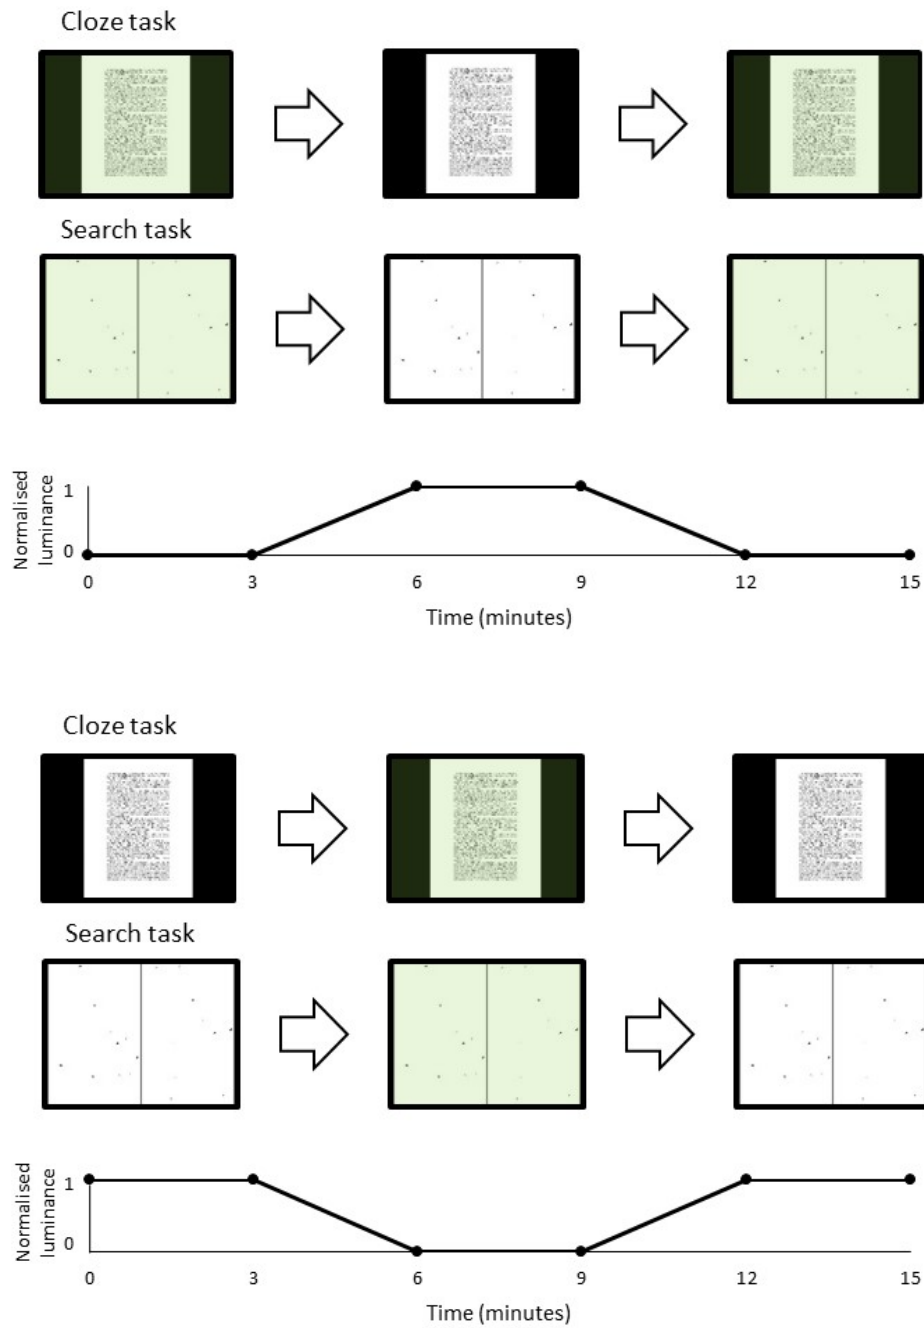 Cloze task
Search task
Normalised
luminance
1
0
0 3 6 9 12 15
Time (minutes)
Cloze task
Search task
Normalised
luminance
1
0
0 3 6 9 12 15
Time (minutes)